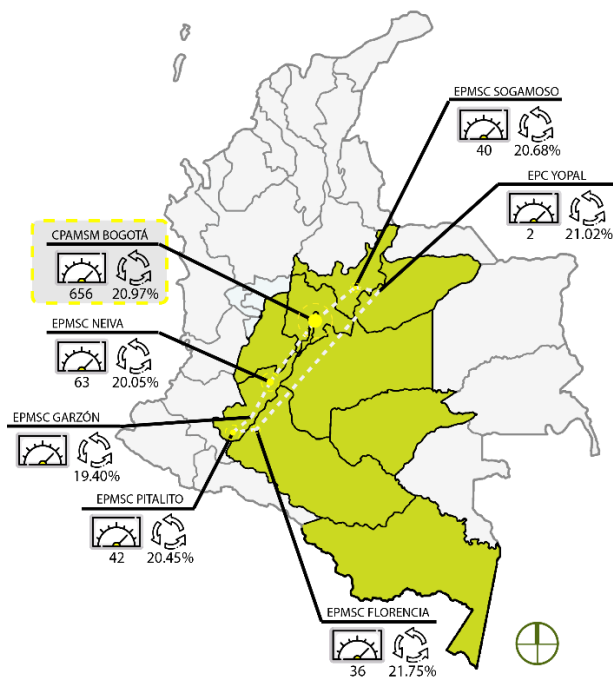 EPMSC SOGAMOSO
40 20.68%
EPC YOPAL
2 21.02%
CPAMSM BOGOTÁ
656 20.97%
EPMSC NEIVA
63 20.05%
EPMSC GARZÓN
19.40%
EPMSC PITALITO
42 20.45%
EPMSC FLORENCIA
36 21.75%